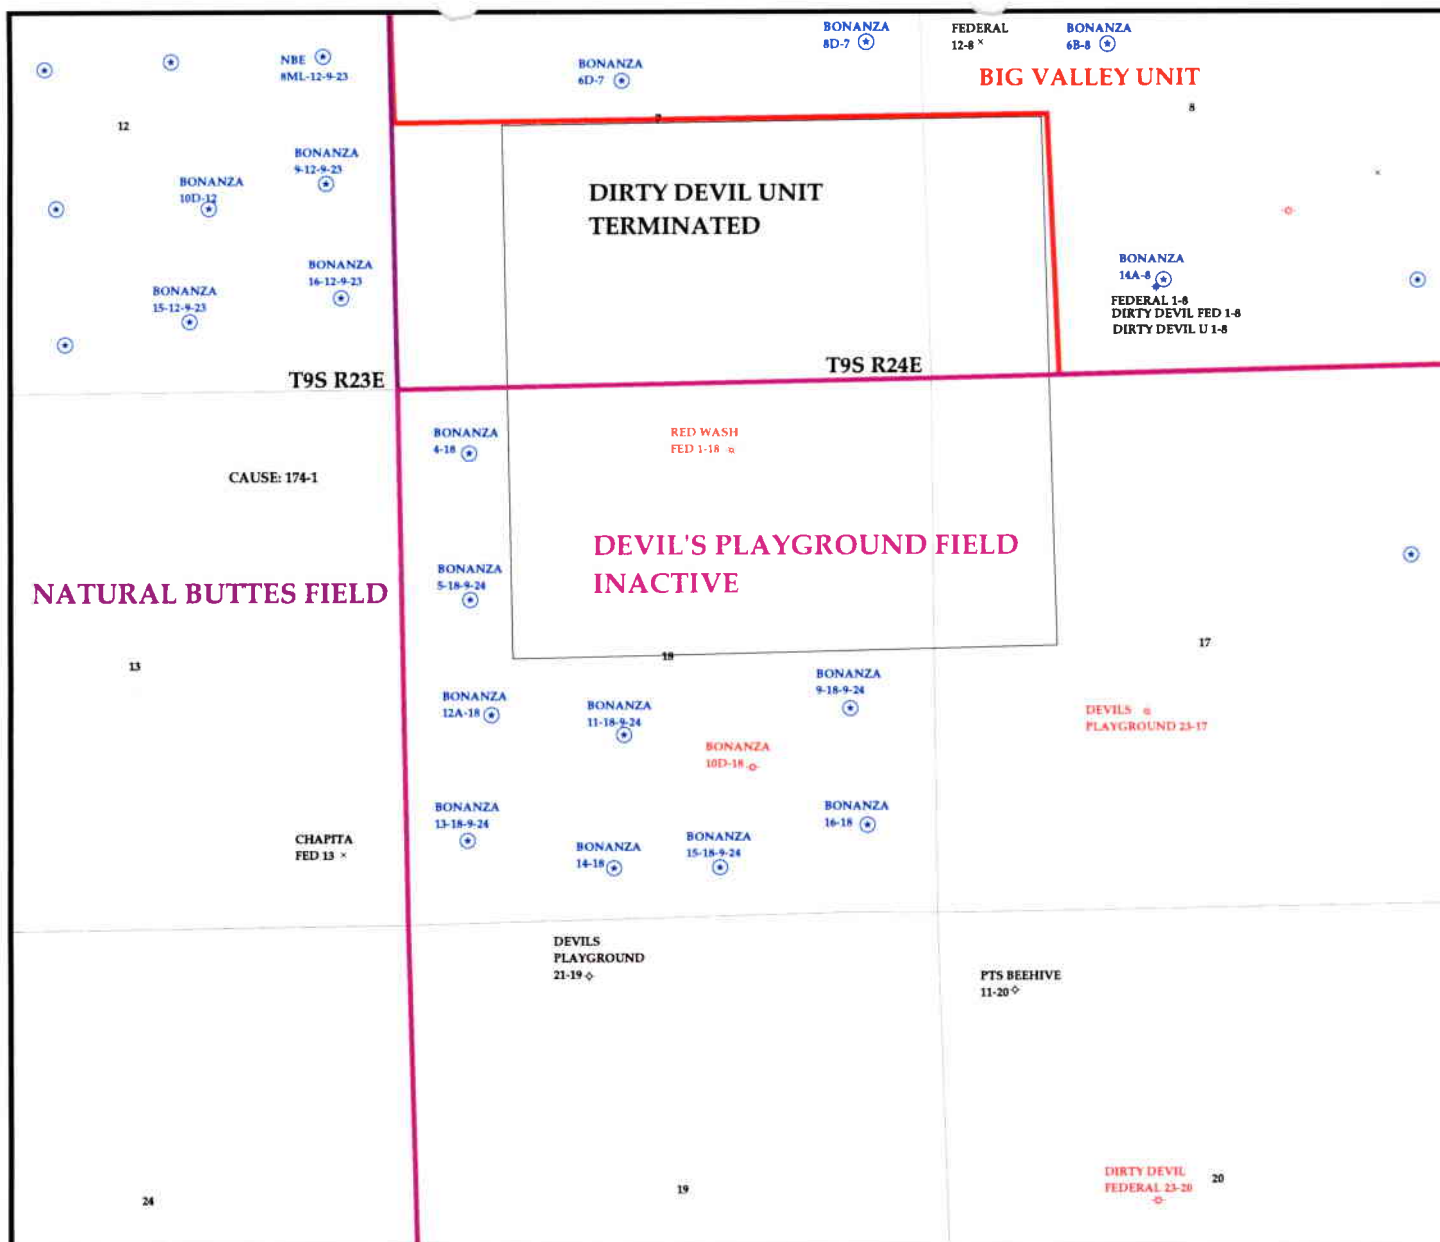 BONANZA
8D-7
FEDERAL
12-8
BONANZA
6B-8
NBE
8ML-12-9-23
BONANZA
6D-7
BIG VALLEY UNIT
12
7
8
BONANZA
9-12-9-23
BONANZA
10D-12
DIRTY DEVIL UNIT
TERMINATED
BONANZA
16-12-9-23
BONANZA
15-12-9-23
BONANZA
14A-8
FEDERAL 1-8
DIRTY DEVIL FED 1-8
DIRTY DEVIL U 1-8
T9S R23E
T9S R24E
BONANZA
4-18
RED WASH
FED 1-18
CAUSE: 174-1
DEVIL'S PLAYGROUND FIELD
INACTIVE
BONANZA
5-18-9-24
NATURAL BUTTES FIELD
13
18
17
BONANZA
12A-18
BONANZA
11-18-9-24
BONANZA
9-18-9-24
DEVILS
PLAYGROUND 23-17
BONANZA
10D-18
BONANZA
13-18-9-24
BONANZA
16-18
CHAPITA
FED 13
BONANZA
14-18
BONANZA
15-18-9-24
DEVILS
PLAYGROUND
21-19
PTS BEEHIVE
11-20
DIRTY DEVIL
FEDERAL 23-20
24
19
20